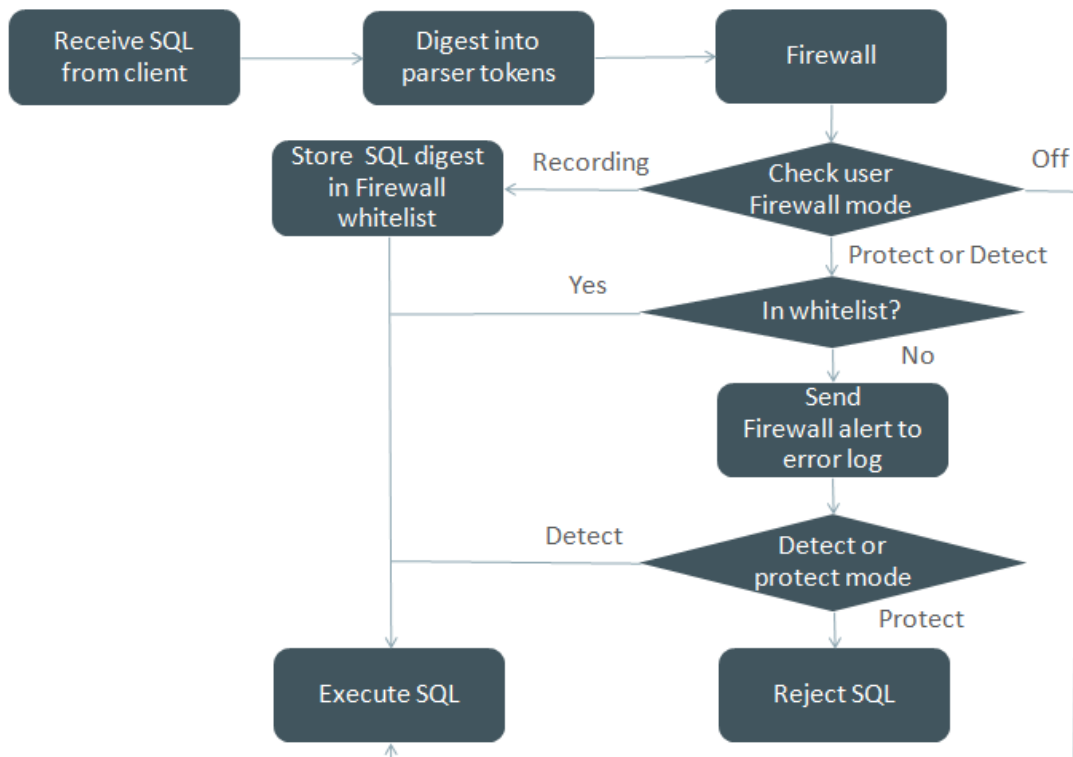 Receive SQL
from client
Digest into
parser tokens
Firewall
Store SQL digest
in Firewall
whitelist
Recording
Check user
Firewall mode
Off
Protect or Detect
Yes
In whitelist?
No
Send
Firewall alert to
error log
Detect
Detect or
protect mode
Protect
Execute SQL
Reject SQL